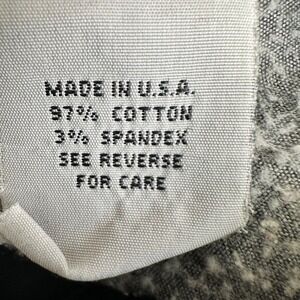 MADE IN U.S.A.
97% COTTON
3% SPANDEX
SEE REVERSE
FOR CARE